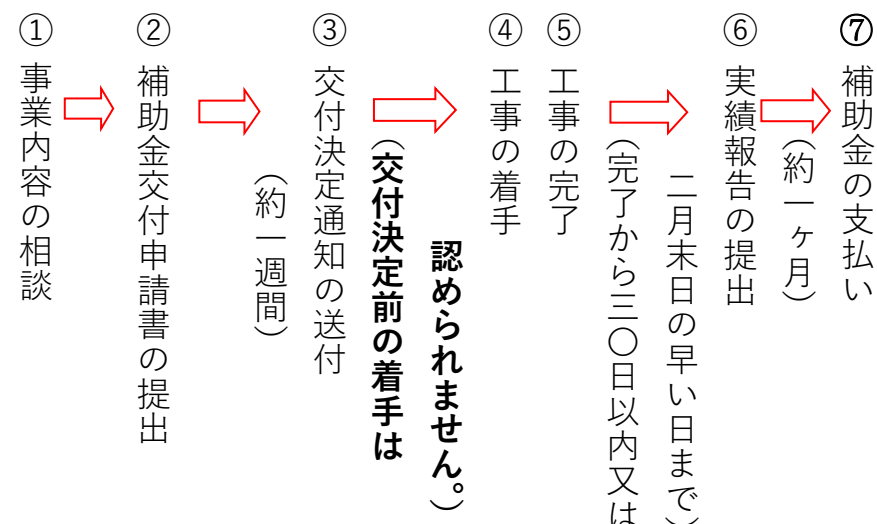 ① 事業内容の相談
② 補助金交付申請書の提出
(約一週間)
③ 交付決定通知の送付
(交付決定前の着手は
認められません。)
④ 工事の着手
⑤ 工事の完了
(完了から三〇日以内又は
二月末日の早い日まで)
⑥ 実績報告の提出
(約一ヶ月)
⑦ 補助金の支払い